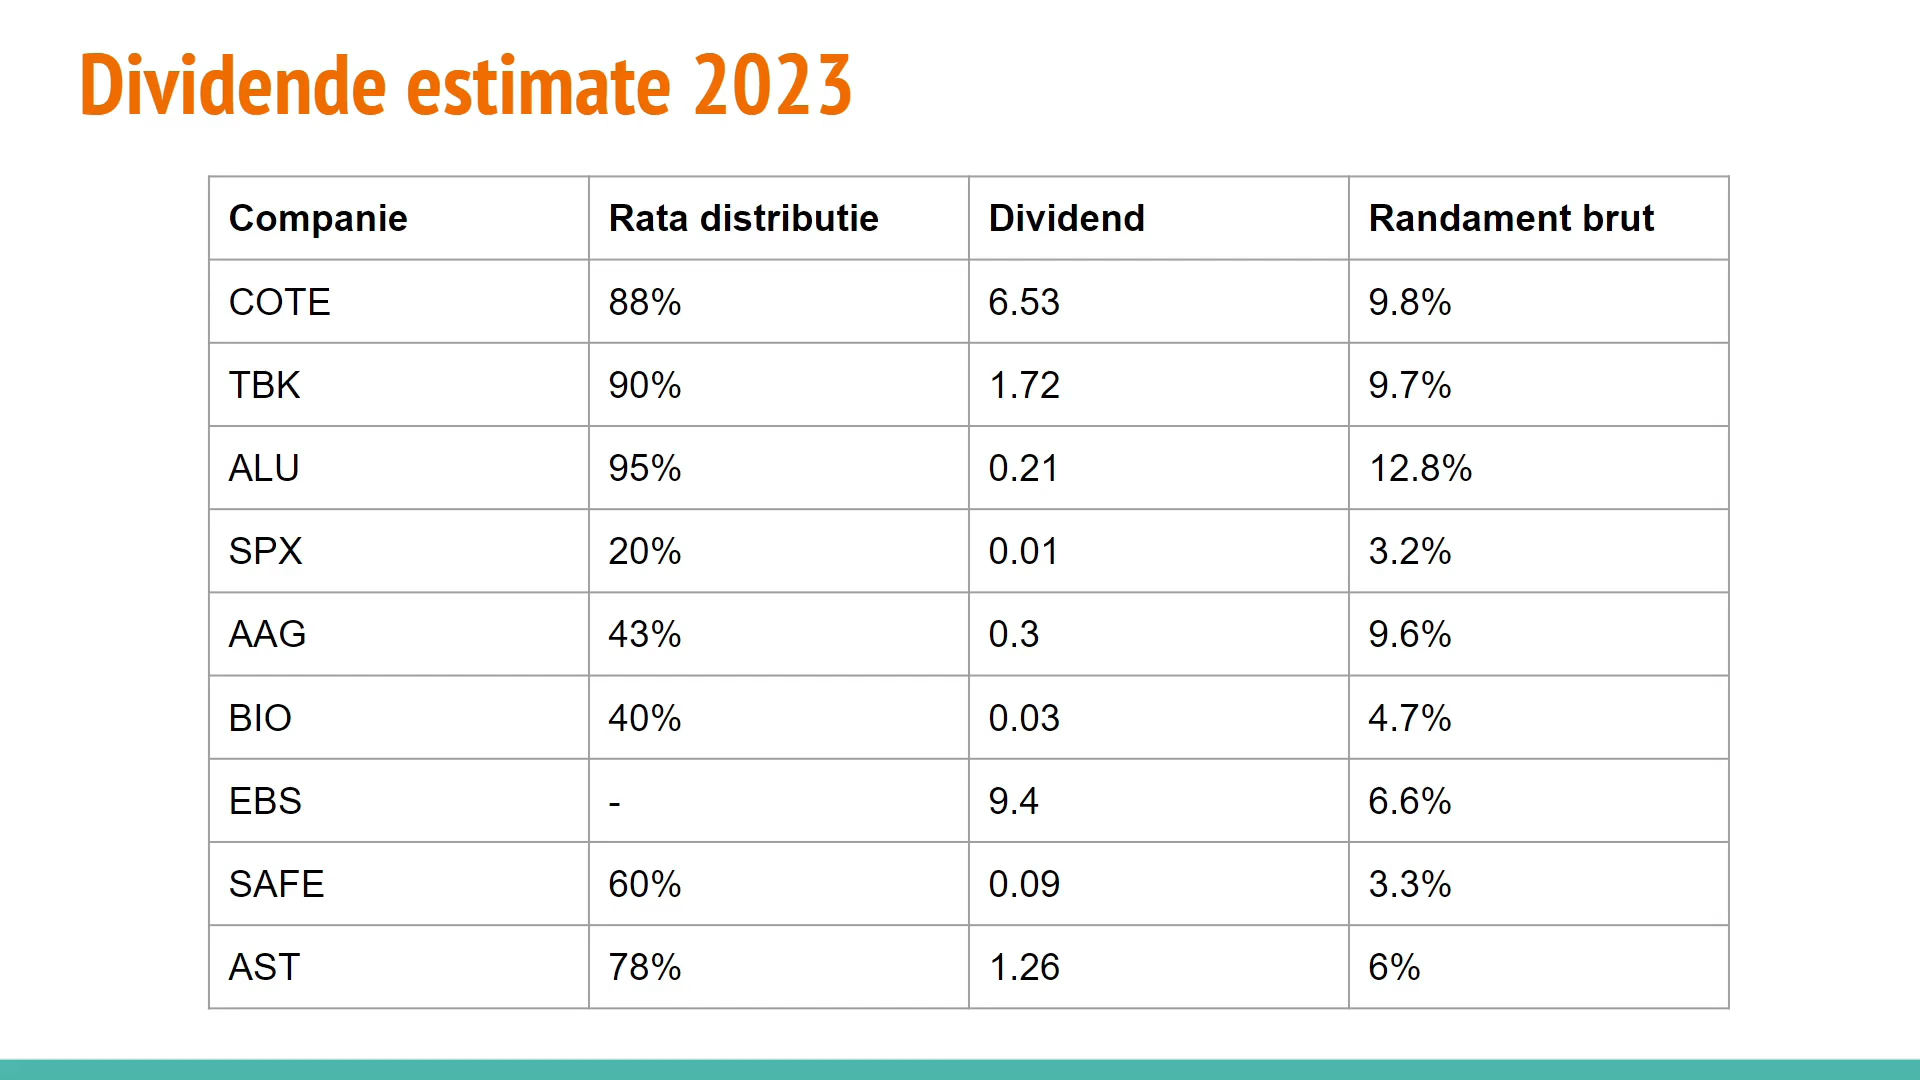 Dividende estimate 2023
Companie Rata distributie Dividend Randament brut
COTE 88% 6.53 9.8%
TBK 90% 1.72 9.7%
ALU 95% 0.21 12.8%
SPX 20% 0.01 3.2%
AAG 43% 0.3 9.6%
BIO 40% 0.03 4.7%
EBS - 9.4 6.6%
SAFE 60% 0.09 3.3%
AST 78% 1.26 6%